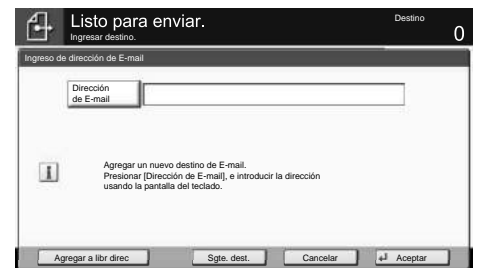 Listo para enviar.
Destino
Ingresar destino.
0
Ingreso de dirección de E-mail
Dirección
de E-mail
Agregar un nuevo destino de E-mail.
Presionar [Dirección de E-mail], e introducir la dirección
usando la pantalla del teclado.
Agregar a libr direc
Sgte. dest.
Cancelar
Aceptar